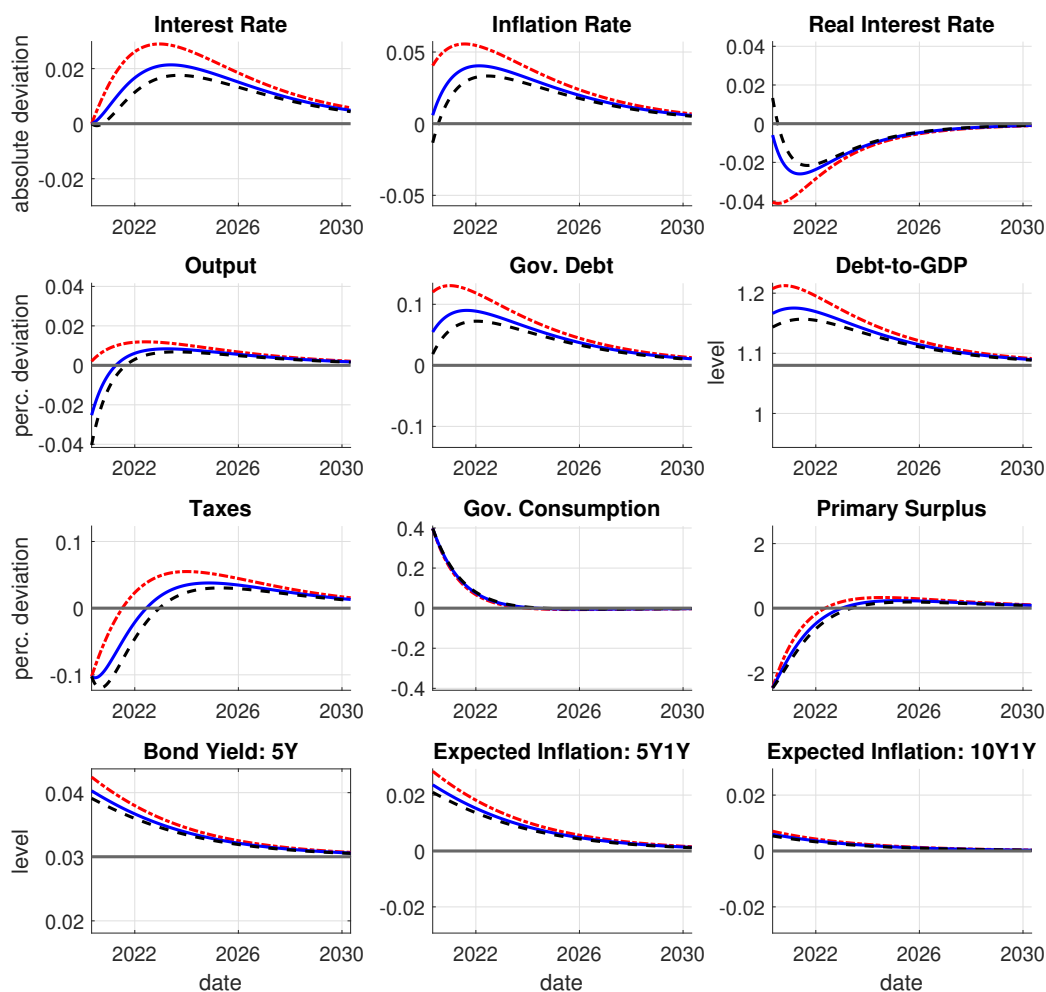 Interest Rate
absolute deviation
0.02
0
-0.02
2022 2026 2030
Inflation Rate
0.05
0
-0.05
2022 2026 2030
Real Interest Rate
0.04
0.02
0
-0.02
-0.04
2022 2026 2030
Output
perc. deviation
0.04
0.02
0
-0.02
-0.04
2022 2026 2030
Gov. Debt
0.1
0
-0.1
2022 2026 2030
Debt-to-GDP
level
1.2
1.1
1
2022 2026 2030
Taxes
perc. deviation
0.1
0
-0.1
2022 2026 2030
Gov. Consumption
0.4
0.2
0
-0.2
-0.4
2022 2026 2030
Primary Surplus
2
0
-2
2022 2026 2030
Bond Yield: 5Y
level
0.04
0.03
0.02
2022 2026 2030
date
Expected Inflation: 5Y1Y
0.02
0
-0.02
2022 2026 2030
date
Expected Inflation: 10Y1Y
0.02
0
-0.02
2022 2026 2030
date